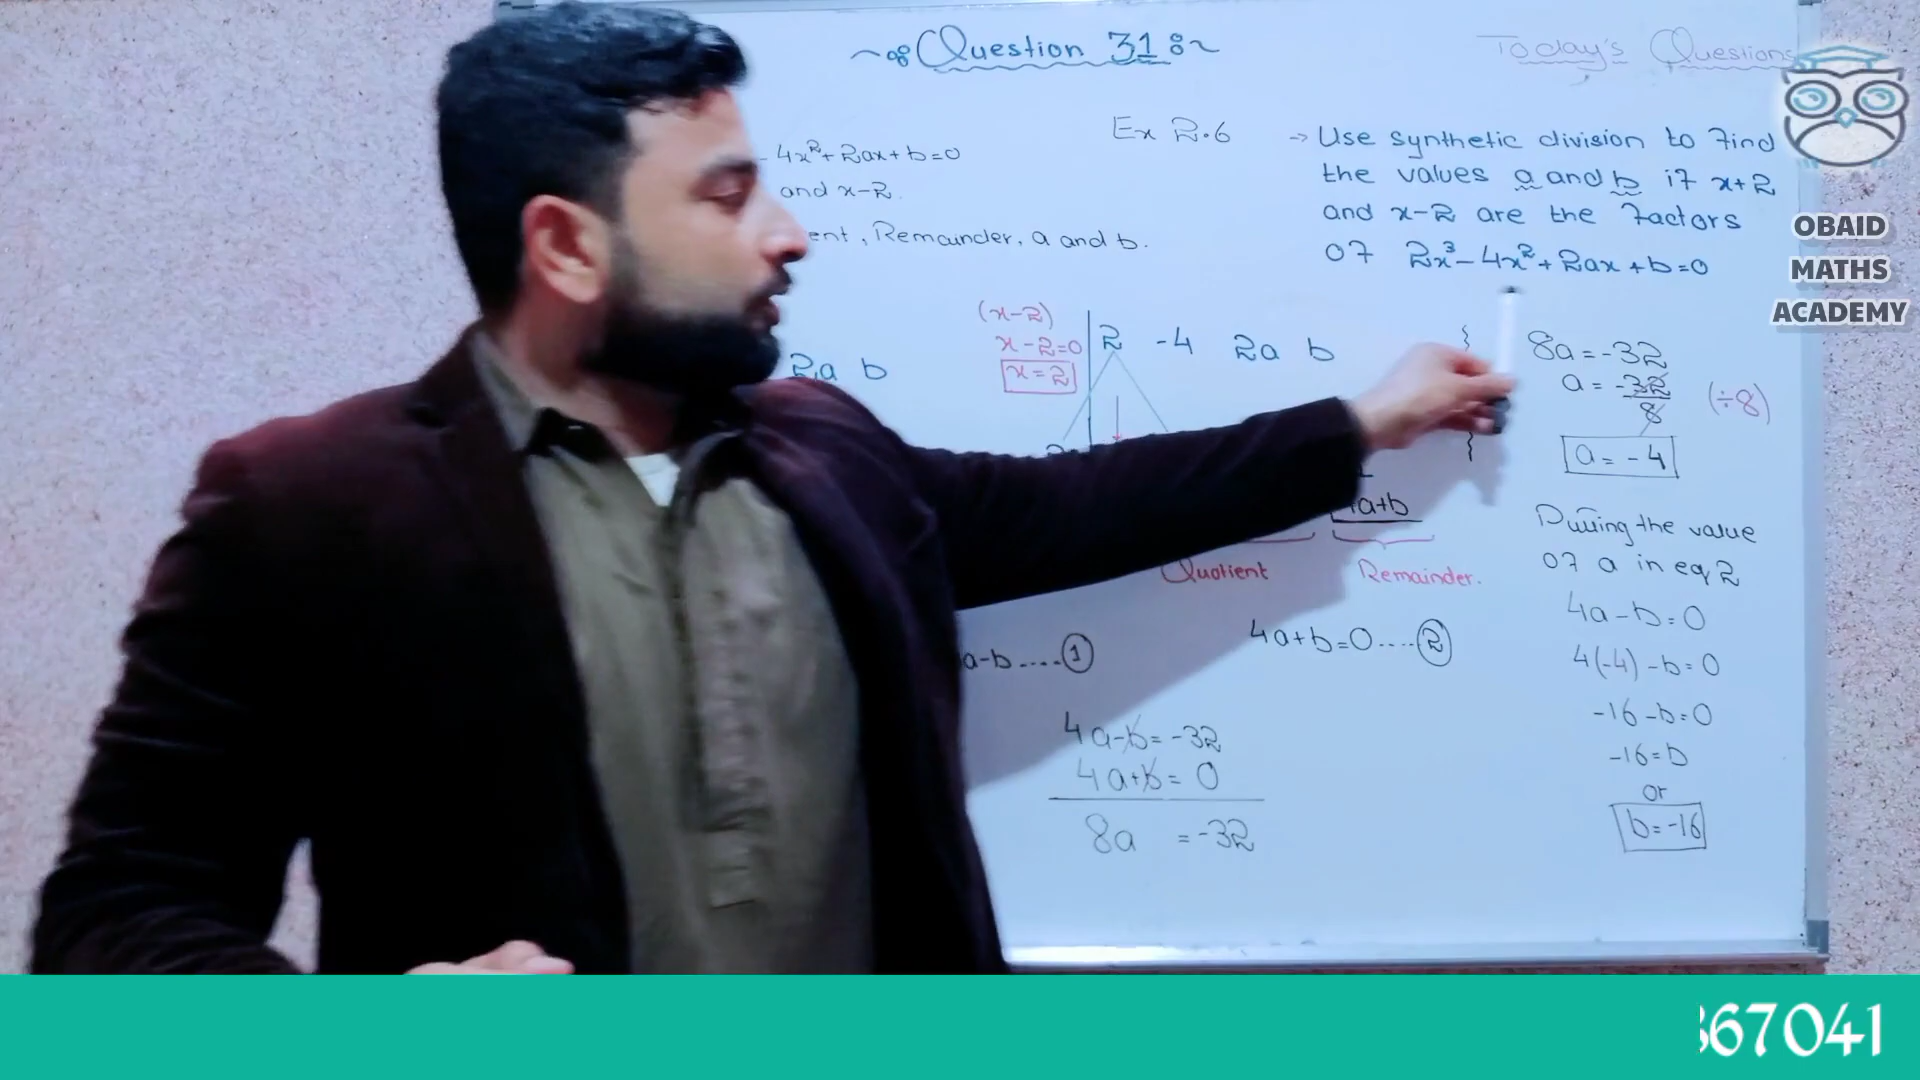 Question 31
Today's Questions
Ex 2.6
4x²+2ax+b=0
and x-2.
ent, Remainder, a and b.
→ Use synthetic division to find
the values a and b if x+2
and x-2 are the factors
of 2x³-4x²+2ax+b=0
OBAID
MATHS
ACADEMY
2a b
(x-2)
x-2=0
x=2
2 -4 2a b
a+b
Quotient
Remainder.
a-b ....①
4a+b=0 ....②
4a-b=-32
4a+b= 0
8a =-32
8a=-32
a = -32/8 (÷8)
a=-4
the value
of a in eq 2
4a-b=0
4(-4)-b=0
-16-b=0
-16=b
or
b=-16
67041